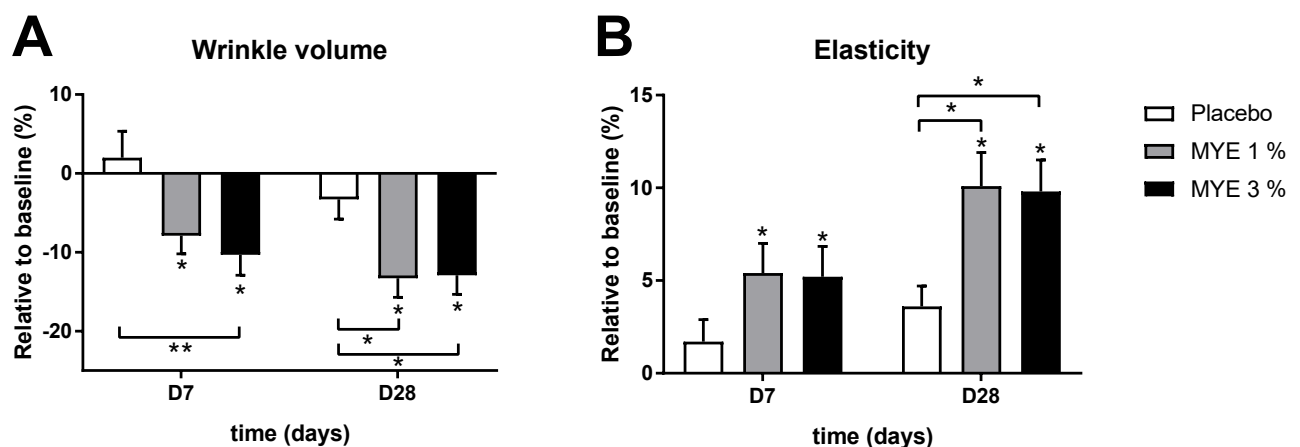 A
Wrinkle volume
Relative to baseline (%)
10
0
-10
-20
*
*
**
*
*
*
*
D7
D28
time (days)
B
Elasticity
Relative to baseline (%)
15
10
5
0
*
*
*
*
*
*
D7
D28
time (days)
Placebo
MYE 1 %
MYE 3 %